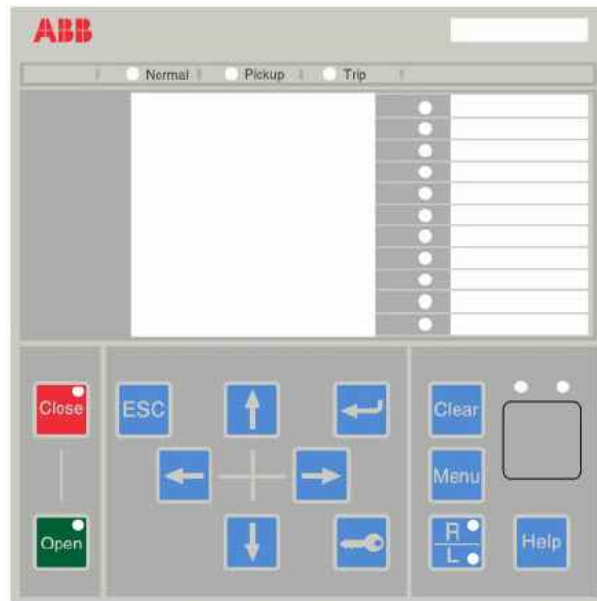 ABB
Normal Pickup Trip
Close ESC Clear
Menu
Open R Help
L